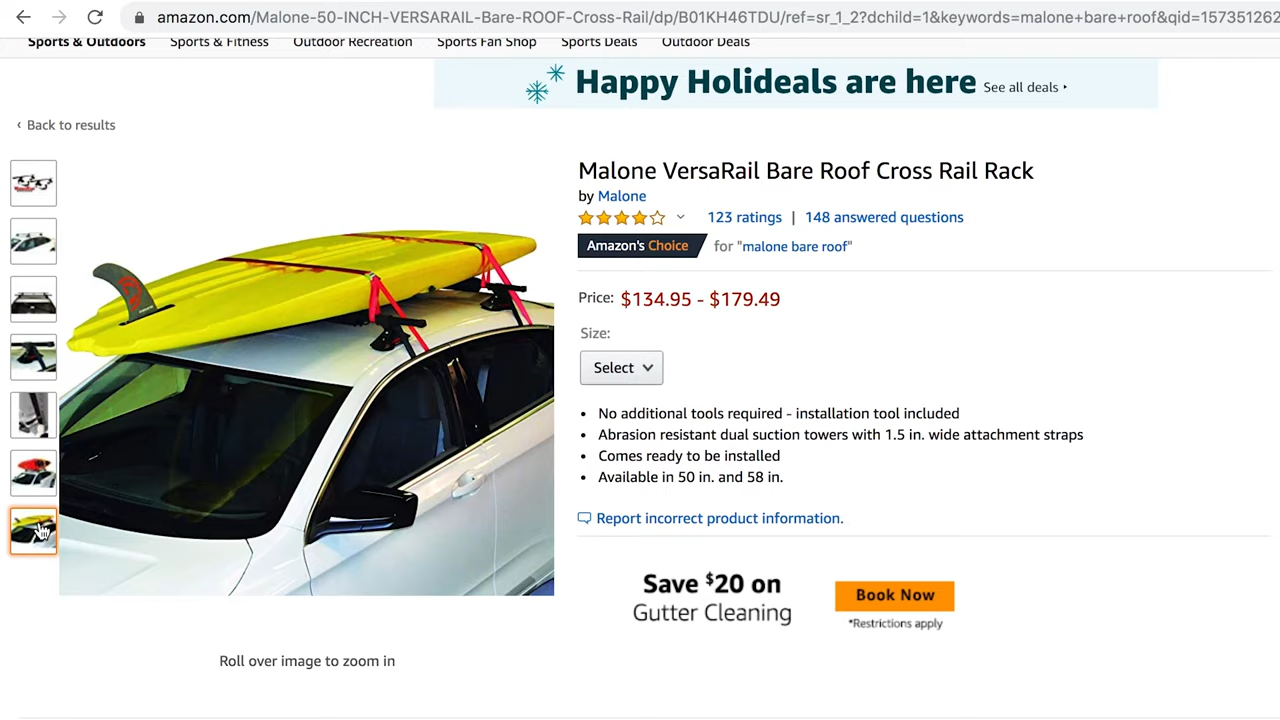 amazon.com/Malone-50-INCH-VERSARAIL-Bare-ROOF-Cross-Rail/dp/B01KH46TDU/ref=sr_1_2?dchild=1&keywords=malone+bare+roof&qid=157351262
Sports & Outdoors Sports & Fitness Outdoor Recreation Sports Fan Shop Sports Deals Outdoor Deals
Happy Holideals are here See all deals ▸
‹ Back to results
Malone VersaRail Bare Roof Cross Rail Rack
by Malone
123 ratings | 148 answered questions
Amazon's Choice for "malone bare roof"
Price: $134.95 - $179.49
Size:
Select
• No additional tools required - installation tool included
• Abrasion resistant dual suction towers with 1.5 in. wide attachment straps
• Comes ready to be installed
• Available in 50 in. and 58 in.
Report incorrect product information.
Save $20 on
Gutter Cleaning
Book Now
*Restrictions apply
Roll over image to zoom in